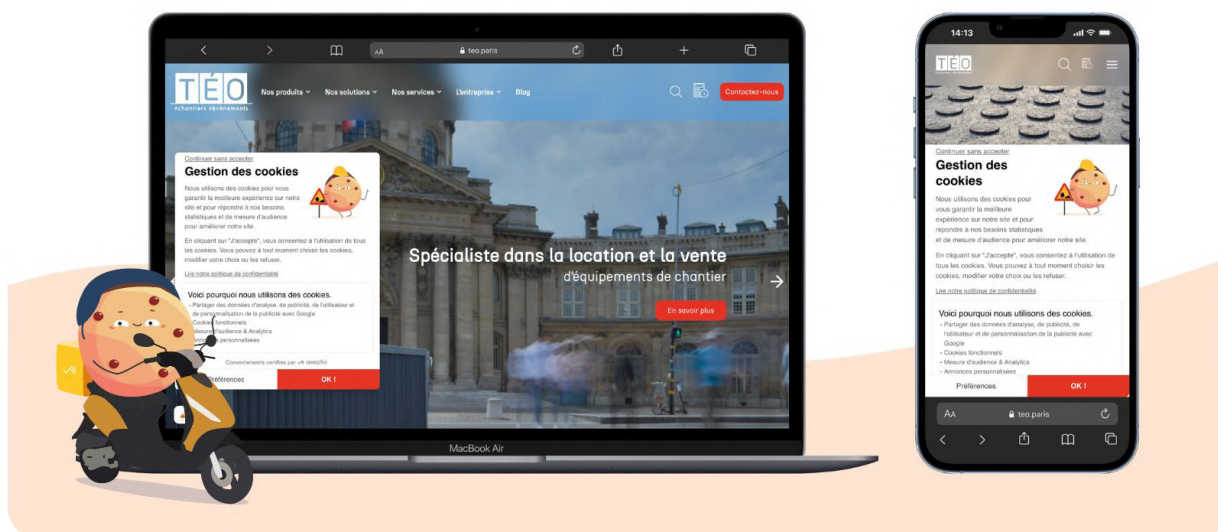 AA
teo.paris
TÉO
échantiers révèrements
Nos produits
Nos solutions
Nos services
L'entreprise
Blog
Contactez-nous
Continuer sans accepter
Gestion des cookies
Nous utilisons des cookies pour vous
garantir la meilleure expérience sur notre
site et pour répondre à nos besoins
statistiques et de mesure d'audience
pour améliorer notre site.
En cliquant sur "J'accepte", vous consentez à l'utilisation de tous
les cookies. Vous pouvez à tout moment choisir les cookies,
modifier votre choix ou les refuser.
Lire notre politique de confidentialité
Voici pourquoi nous utilisons des cookies.
- Partager des données d'analyse, de publicité, de l'utilisateur et
de personnalisation de la publicité avec Google
Cookies fonctionnels
Mesure d'audience & Analytics
personnalisées
Consentements certifiés par axeptio
Préférences
OK !
Spécialiste dans la location et la vente
d'équipements de chantier
En savoir plus
MacBook Air
14:13
TÉO
Continuer sans accepter
Gestion des
cookies
Nous utilisons des cookies pour
vous garantir la meilleure
expérience sur notre site et pour
répondre à nos besoins statistiques
et de mesure d'audience pour améliorer notre site.
En cliquant sur "J'accepte", vous consentez à l'utilisation de
tous les cookies. Vous pouvez à tout moment choisir les
cookies, modifier votre choix ou les refuser.
Lire notre politique de confidentialité
Voici pourquoi nous utilisons des cookies.
- Partager des données d'analyse, de publicité, de
l'utilisateur et de personnalisation de la publicité avec
Google
- Cookies fonctionnels
- Mesure d'audience & Analytics
- Annonces personnalisées
Préférences
OK !
AA
teo.paris